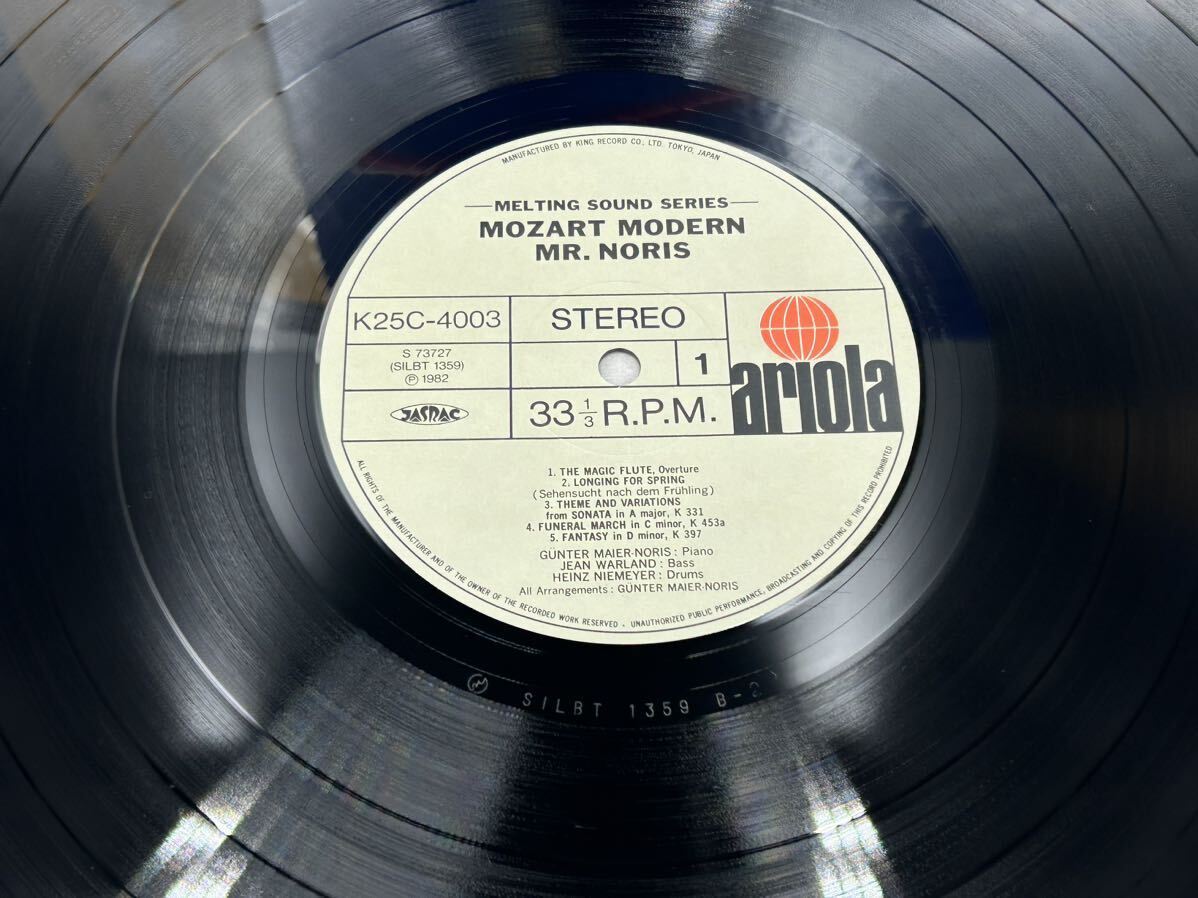 MANUFACTURED BY KING RECORD CO., LTD. TOKYO, JAPAN
MELTING SOUND SERIES
MOZART MODERN
MR. NORIS
K25C-4003
STEREO
S 73727
(SILBT 1359)
Ⓟ 1982
1
ariola
JASRAC
33 1/3 R.P.M.
1. THE MAGIC FLUTE, Overture
2. LONGING FOR SPRING
(Sehensucht nach dem Frühling)
3. THEME AND VARIATIONS
from SONATA in A major, K 331
4. FUNERAL MARCH in C minor, K 453a
5. FANTASY in D minor, K 397
GÜNTER MAIER-NORIS : Piano
JEAN WARLAND : Bass
HEINZ NIEMEYER : Drums
All Arrangements : GÜNTER MAIER-NORIS
ALL RIGHTS OF THE MANUFACTURER AND OF THE OWNER OF THE RECORDED WORK RESERVED • UNAUTHORIZED PUBLIC PERFORMANCE, BROADCASTING AND COPYING OF THIS RECORD PROHIBITED
SILBT 1359 B-2